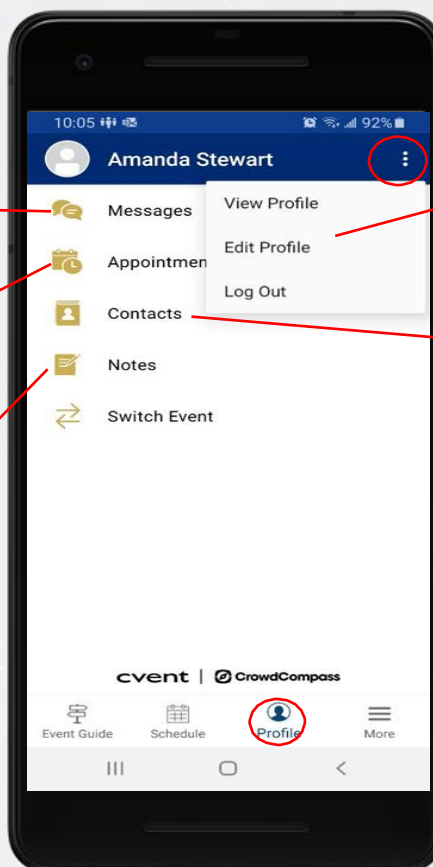 10:05 92%
Amanda Stewart
Messages
View Profile
Appointmen
Edit Profile
Log Out
Contacts
Notes
Switch Event
cvent | CrowdCompass
Event Guide Schedule Profile More